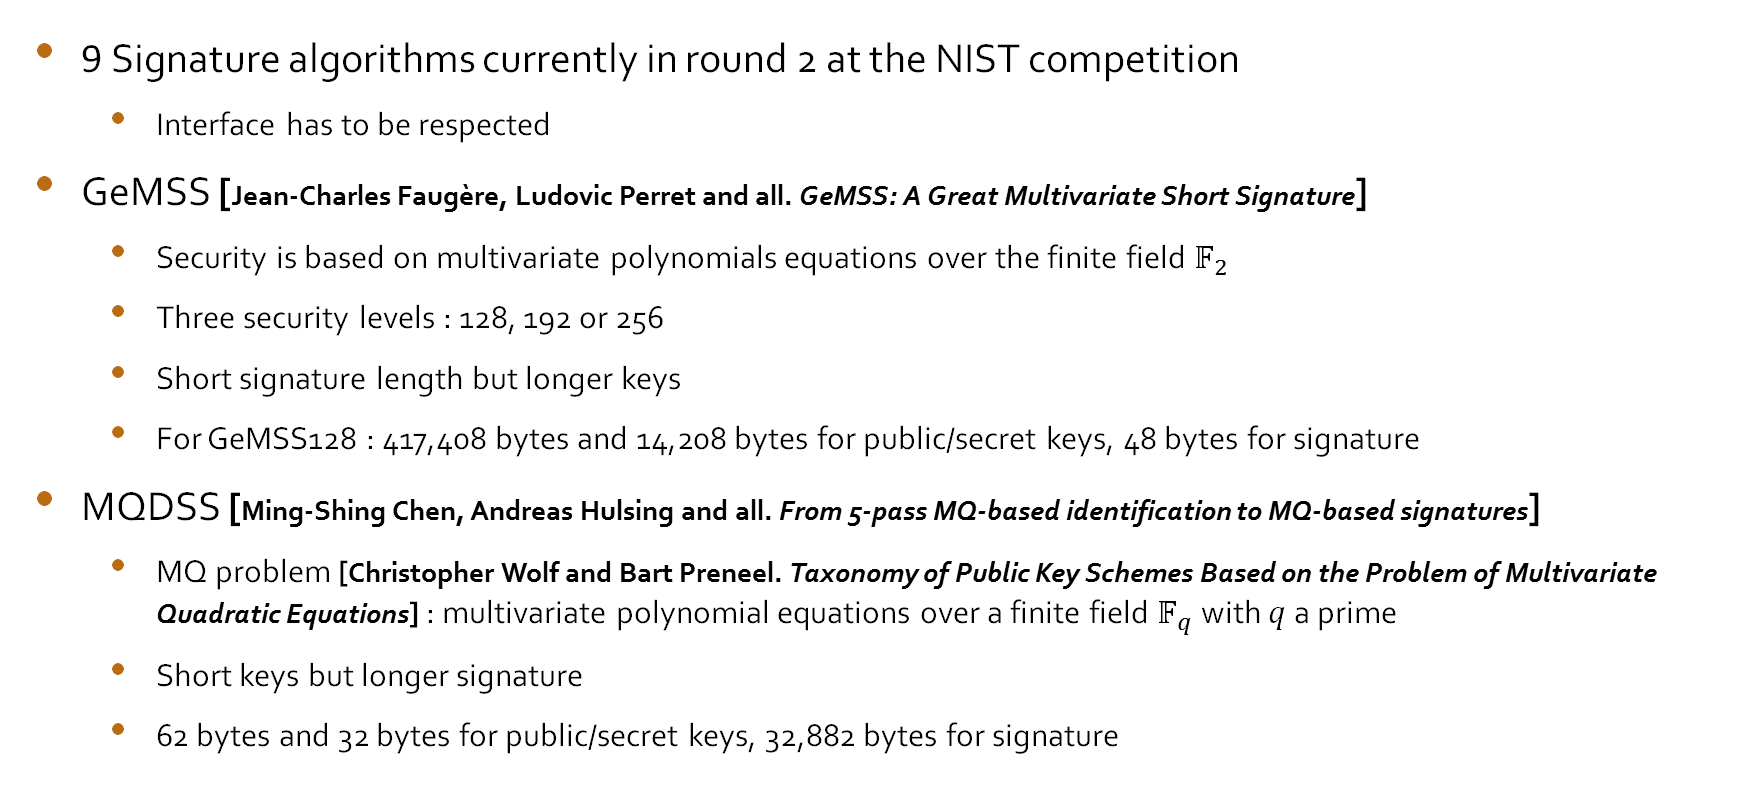 9 Signature algorithms currently in round 2 at the NIST competition
Interface has to be respected
GeMSS [Jean-Charles Faugère, Ludovic Perret and all. GeMSS: A Great Multivariate Short Signature]
Security is based on multivariate polynomials equations over the finite field 𝔽₂
Three security levels : 128, 192 or 256
Short signature length but longer keys
For GeMSS128 : 417,408 bytes and 14,208 bytes for public/secret keys, 48 bytes for signature
MQDSS [Ming-Shing Chen, Andreas Hulsing and all. From 5-pass MQ-based identification to MQ-based signatures]
MQ problem [Christopher Wolf and Bart Preneel. Taxonomy of Public Key Schemes Based on the Problem of Multivariate
Quadratic Equations] : multivariate polynomial equations over a finite field 𝔽q with q a prime
Short keys but longer signature
62 bytes and 32 bytes for public/secret keys, 32,882 bytes for signature